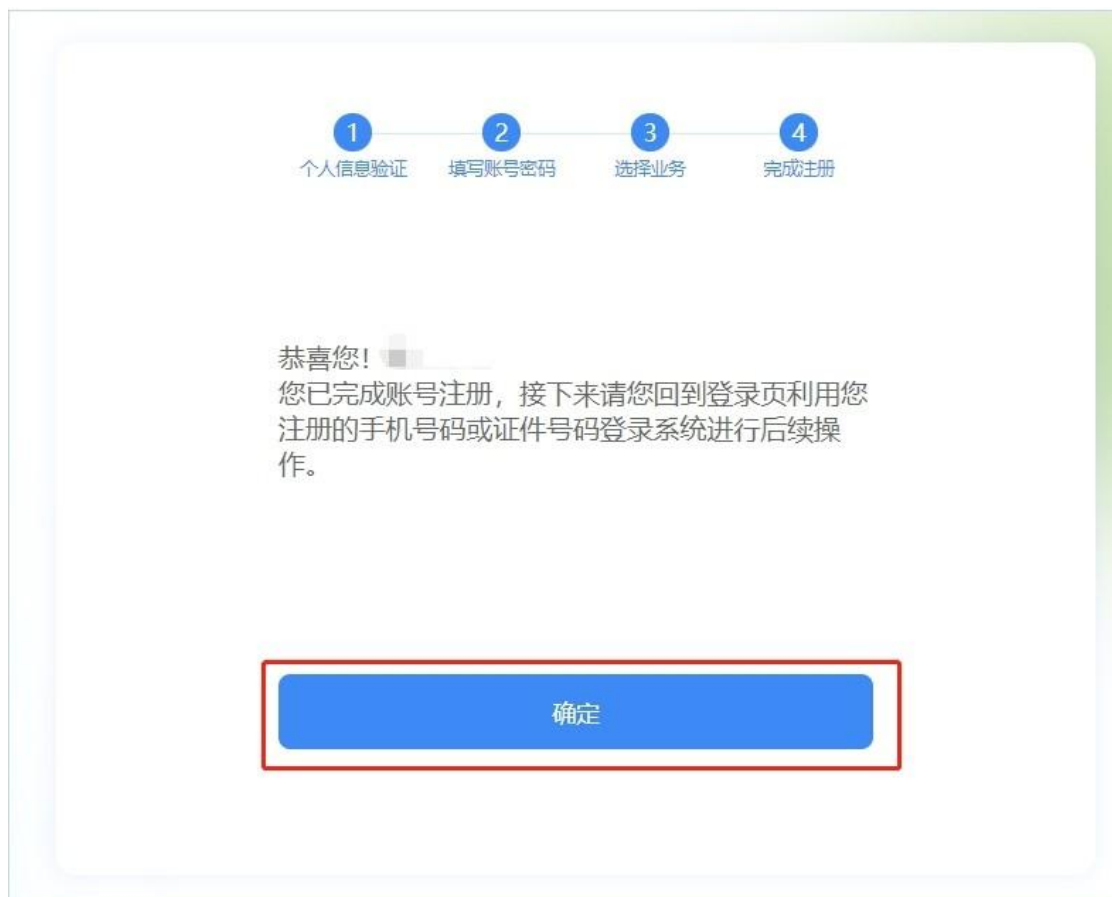 1 2 3 4
个人信息验证 填写账号密码 选择业务 完成注册
恭喜您!
您已完成账号注册，接下来请您回到登录页利用您
注册的手机号码或证件号码登录系统进行后续操
作。
确定